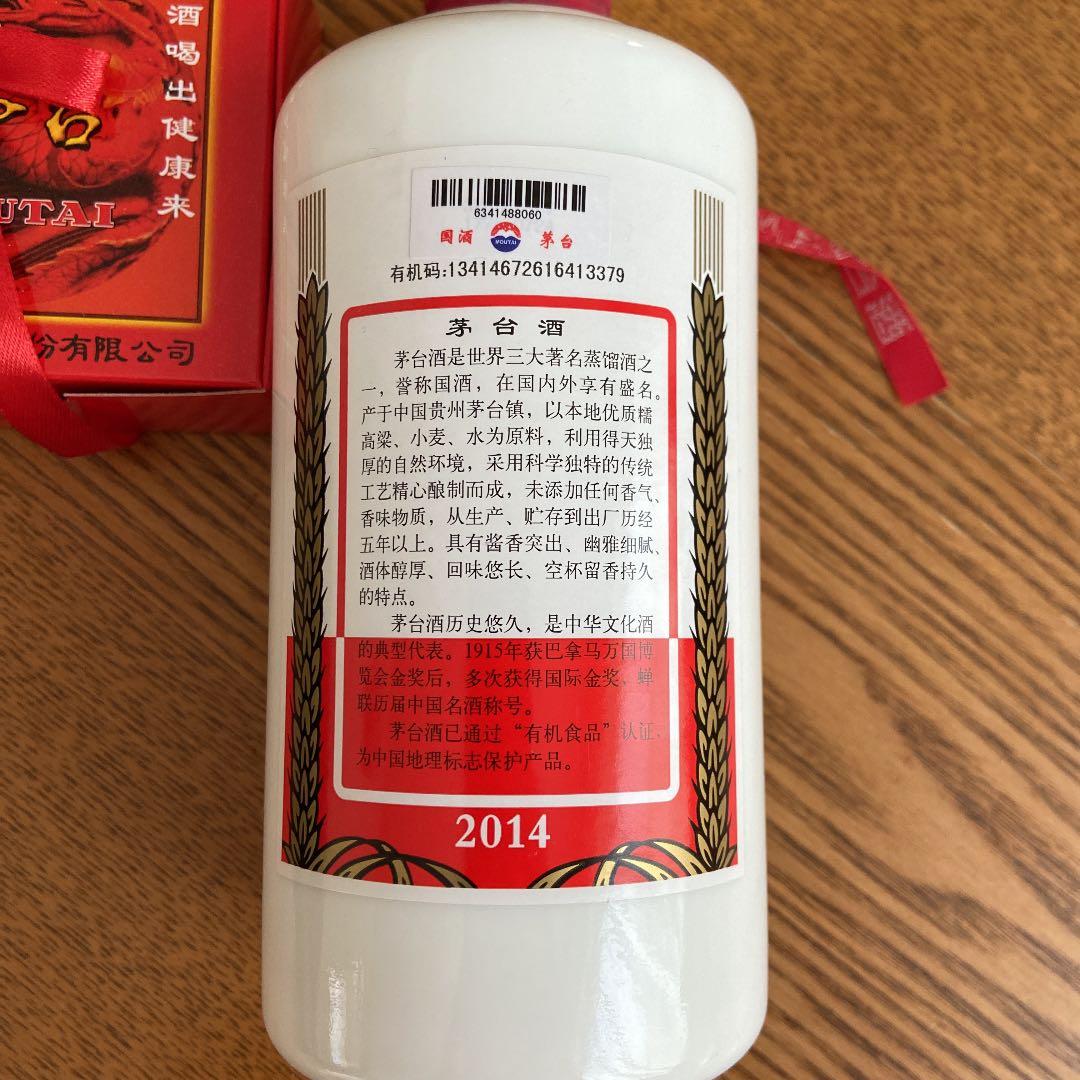 酒喝出健康来
台
UTAI
份有限公司
6341488060
国酒 MOUTAI 茅台
有机码:13414672616413379
茅台酒
茅台酒是世界三大著名蒸馏酒之
一，誉称国酒，在国内外享有盛名。
产于中国贵州茅台镇，以本地优质糯
高粱、小麦、水为原料，利用得天独
厚的自然环境，采用科学独特的传统
工艺精心酿制而成，未添加任何香气、
香味物质，从生产、贮存到出厂历经
五年以上。具有酱香突出、幽雅细腻、
酒体醇厚、回味悠长、空杯留香持久
的特点。
茅台酒历史悠久，是中华文化酒
的典型代表。1915年获巴拿马万国博
览会金奖后，多次获得国际金奖、蝉
联历届中国名酒称号。
茅台酒已通过“有机食品”认证，
为中国地理标志保护产品。
2014
酒